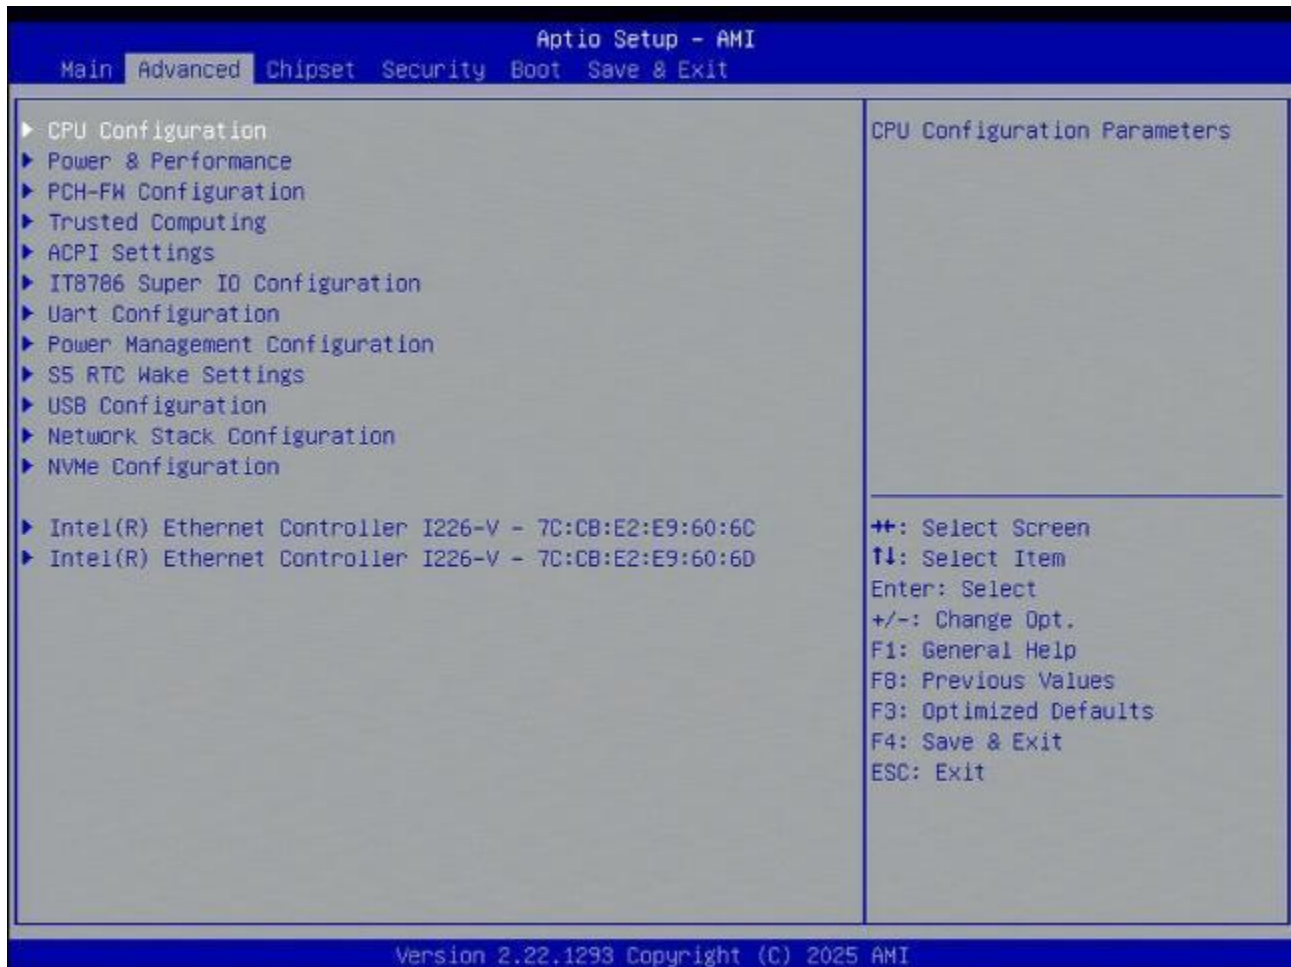 Aptio Setup - AMI
Main Advanced Chipset Security Boot Save & Exit
CPU Configuration
Power & Performance
PCH-FW Configuration
Trusted Computing
ACPI Settings
IT8786 Super IO Configuration
Uart Configuration
Power Management Configuration
S5 RTC Wake Settings
USB Configuration
Network Stack Configuration
NVMe Configuration
Intel(R) Ethernet Controller I226-V - 7C:CB:E2:E9:60:6C
Intel(R) Ethernet Controller I226-V - 7C:CB:E2:E9:60:6D
CPU Configuration Parameters
→←: Select Screen
↑↓: Select Item
Enter: Select
+/-: Change Opt.
F1: General Help
F8: Previous Values
F3: Optimized Defaults
F4: Save & Exit
ESC: Exit
Version 2.22.1293 Copyright (C) 2025 AMI